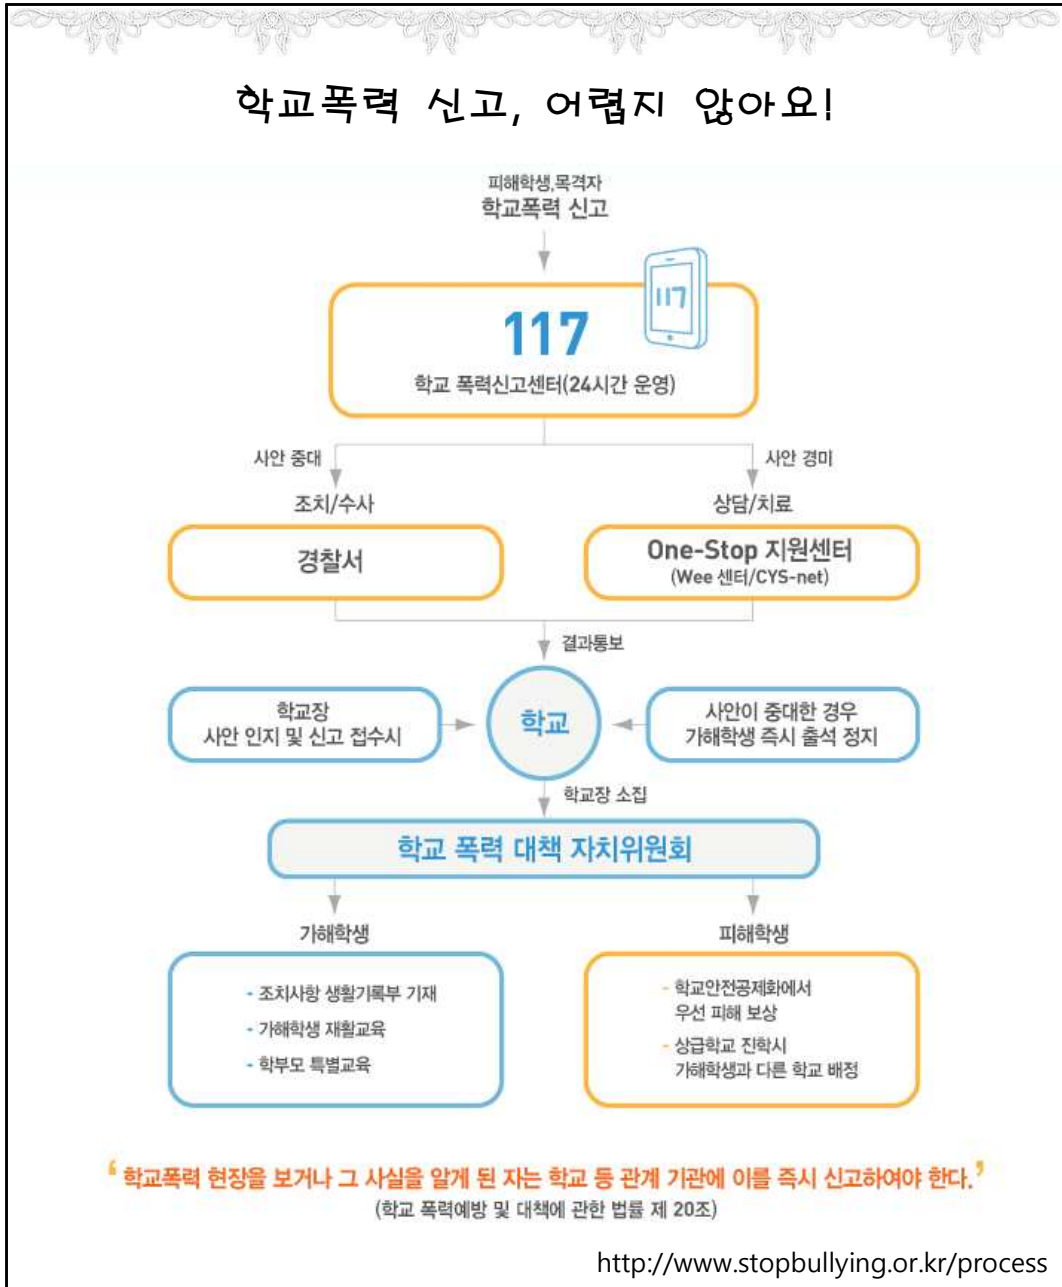 학교폭력 신고, 어렵지 않아요!
피해학생,목격자
학교폭력 신고
117
117
학교 폭력신고센터(24시간 운영)
사안 중대
사안 경미
조치/수사
상담/치료
경찰서
One-Stop 지원센터
(Wee 센터/CYS-net)
결과통보
학교장
사안 인지 및 신고 접수시
학교
사안이 중대한 경우
가해학생 즉시 출석 정지
학교장 소집
학교 폭력 대책 자치위원회
가해학생
피해학생
- 조치사항 생활기록부 기재
- 가해학생 재활교육
- 학부모 특별교육
- 학교안전공제화에서
우선 피해 보상
- 상급학교 진학시
가해학생과 다른 학교 배정
‘ 학교폭력 현장을 보거나 그 사실을 알게 된 자는 학교 등 관계 기관에 이를 즉시 신고하여야 한다. ’
(학교 폭력예방 및 대책에 관한 법률 제 20조)
http://www.stopbullying.or.kr/process